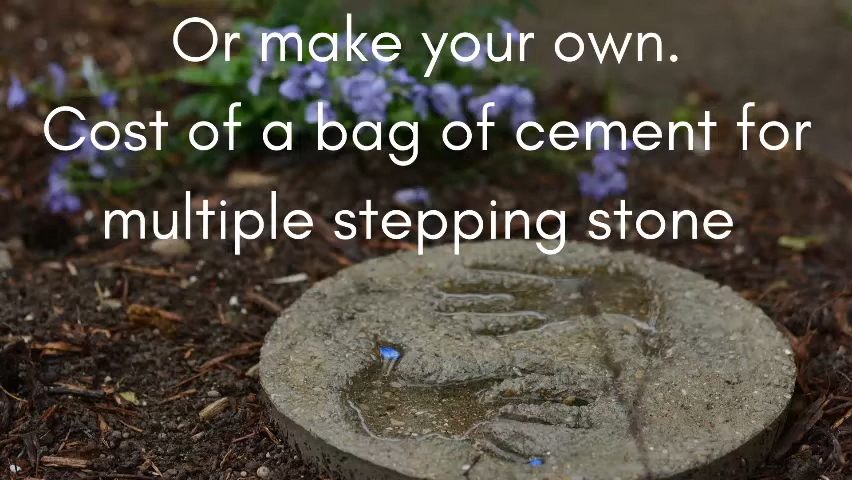 Or make your own.
Cost of a bag of cement for
multiple stepping stone